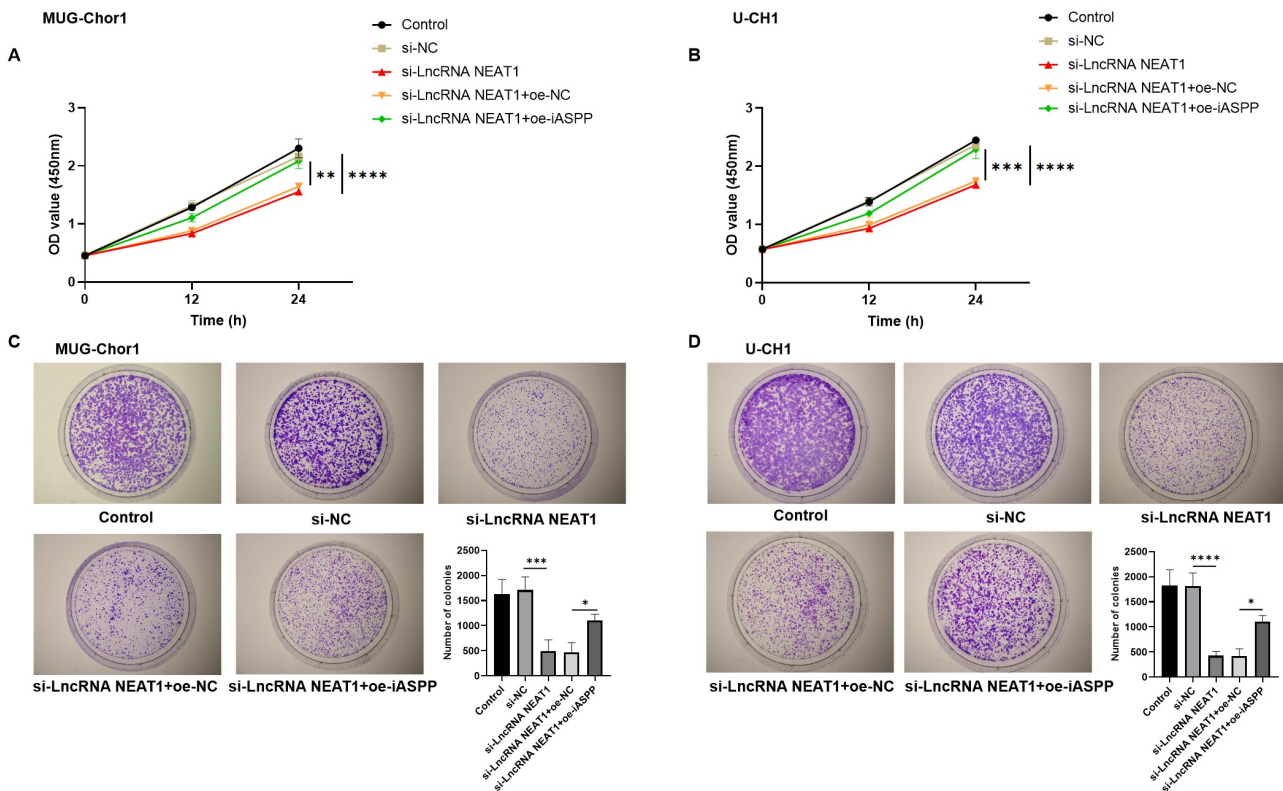 MUG-Chor1
A
Control
si-NC
si-LncRNA NEAT1
si-LncRNA NEAT1+oe-NC
si-LncRNA NEAT1+oe-iASPP
3
2
1
0
OD value (450nm)
0 12 24
Time (h)
** ****
U-CH1
B
Control
si-NC
si-LncRNA NEAT1
si-LncRNA NEAT1+oe-NC
si-LncRNA NEAT1+oe-iASPP
3
2
1
0
OD value (450nm)
0 12 24
Time (h)
*** ****
C
MUG-Chor1
Control
si-NC
si-LncRNA NEAT1
si-LncRNA NEAT1+oe-NC
si-LncRNA NEAT1+oe-iASPP
2500
2000
1500
1000
500
0
Number of colonies
***
*
Control
si-NC
si-LncRNA NEAT1
si-LncRNA NEAT1+oe-NC
si-LncRNA NEAT1+oe-iASPP
D
U-CH1
Control
si-NC
si-LncRNA NEAT1
si-LncRNA NEAT1+oe-NC
si-LncRNA NEAT1+oe-iASPP
2500
2000
1500
1000
500
0
Number of colonies
****
*
Control
si-NC
si-LncRNA NEAT1
si-LncRNA NEAT1+oe-NC
si-LncRNA NEAT1+oe-iASPP